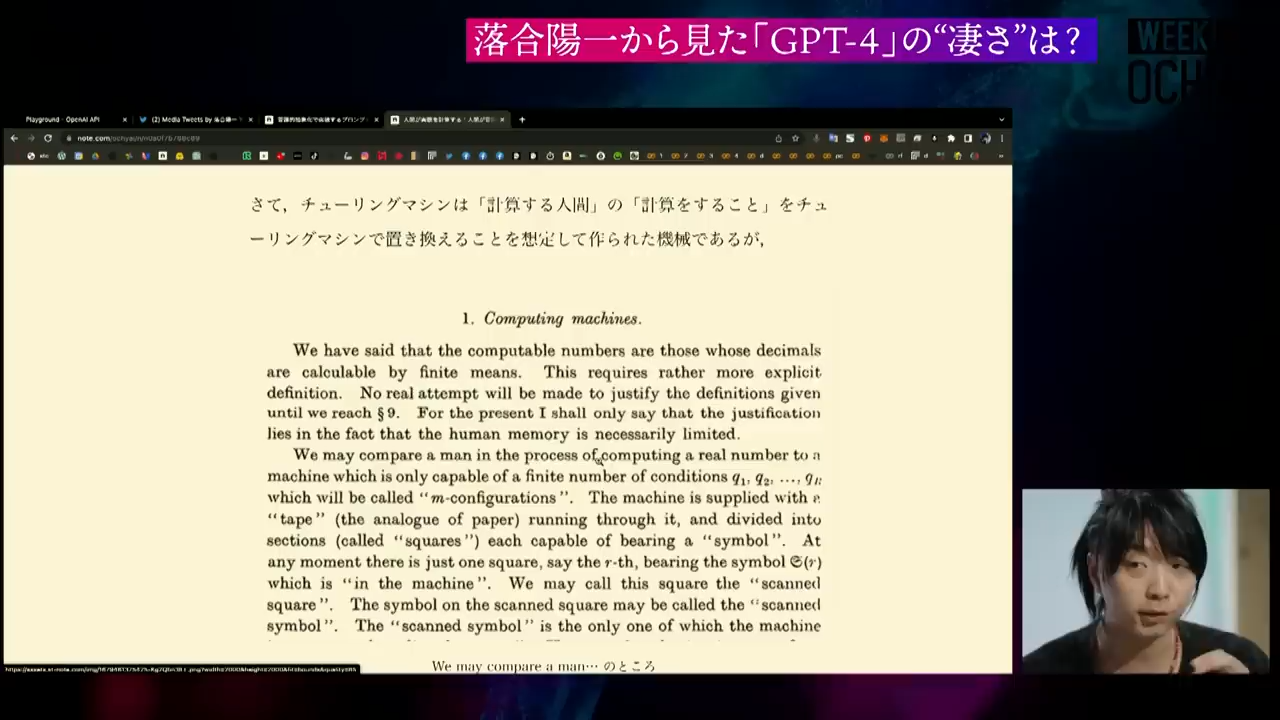 落合陽一から見た「GPT-4」の“凄さ”は？
WEEK
OCH
Playground - OpenAI API
(2) Media Tweets by 落合陽一
note.com/ochyai/n/
さて，チューリングマシンは「計算する人間」の「計算をすること」をチュ
ーリングマシンで置き換えることを想定して作られた機械であるが，
1. Computing machines.
We have said that the computable numbers are those whose decimals
are calculable by finite means. This requires rather more explicit
definition. No real attempt will be made to justify the definitions given
until we reach § 9. For the present I shall only say that the justification
lies in the fact that the human memory is necessarily limited.
We may compare a man in the process of computing a real number to a
machine which is only capable of a finite number of conditions q₁, q₂, ..., q
which will be called “m-configurations”. The machine is supplied with a
“tape” (the analogue of paper) running through it, and divided into
sections (called “squares”) each capable of bearing a “symbol”. At
any moment there is just one square, say the r-th, bearing the symbol 𝔖(r)
which is “in the machine”. We may call this square the “scanned
square”. The symbol on the scanned square may be called the “scanned
symbol”. The “scanned symbol” is the only one of which the machine
We may compare a man… のところ